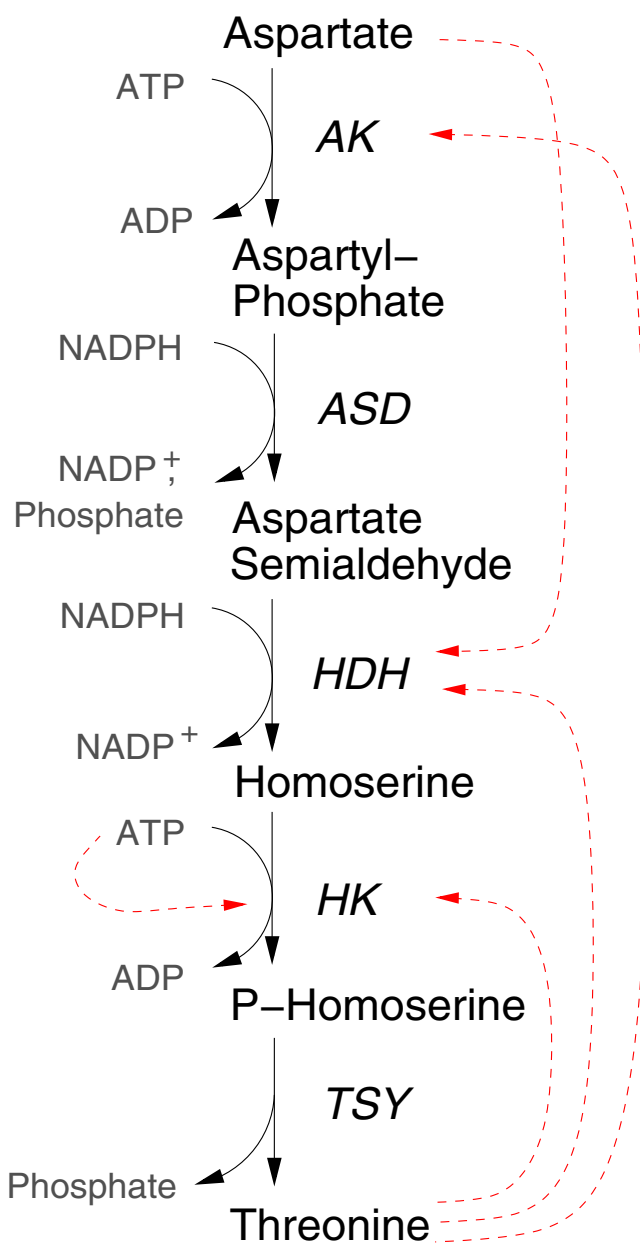 Aspartate
ATP
AK
ADP
Aspartyl–
Phosphate
NADPH
ASD
NADP+,
Phosphate
Aspartate
Semialdehyde
NADPH
HDH
NADP+
Homoserine
ATP
HK
ADP
P–Homoserine
TSY
Phosphate
Threonine